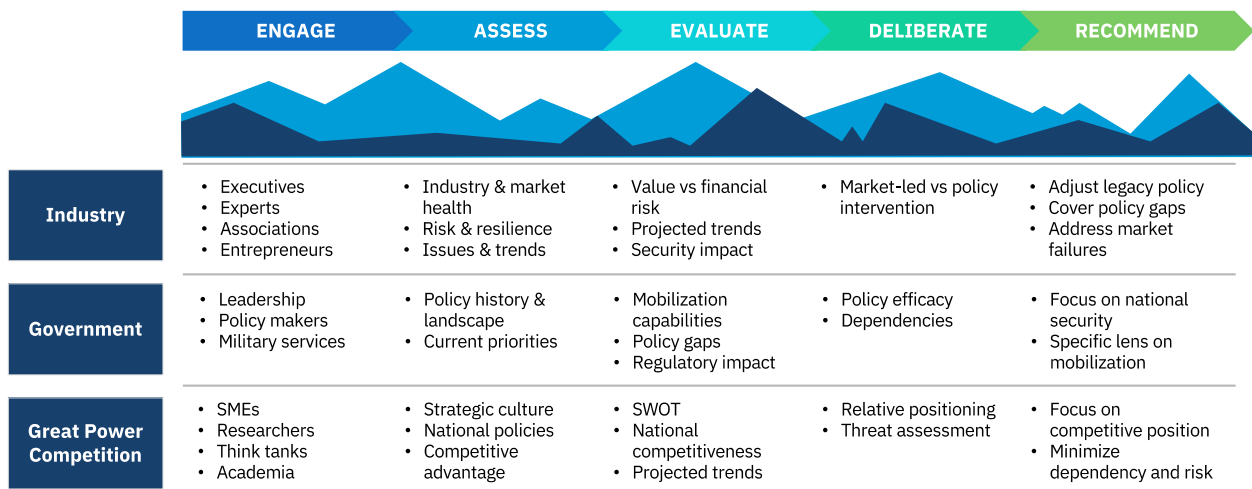 ENGAGE
ASSESS
EVALUATE
DELIBERATE
RECOMMEND
Industry
• Executives
• Experts
• Associations
• Entrepreneurs
• Industry & market
health
• Risk & resilience
• Issues & trends
• Value vs financial
risk
• Projected trends
• Security impact
• Market-led vs policy
intervention
• Adjust legacy policy
• Cover policy gaps
• Address market
failures
Government
• Leadership
• Policy makers
• Military services
• Policy history &
landscape
• Current priorities
• Mobilization
capabilities
• Policy gaps
• Regulatory impact
• Policy efficacy
• Dependencies
• Focus on national
security
• Specific lens on
mobilization
Great Power
Competition
• SMEs
• Researchers
• Think tanks
• Academia
• Strategic culture
• National policies
• Competitive
advantage
• SWOT
• National
competitiveness
• Projected trends
• Relative positioning
• Threat assessment
• Focus on
competitive position
• Minimize
dependency and risk